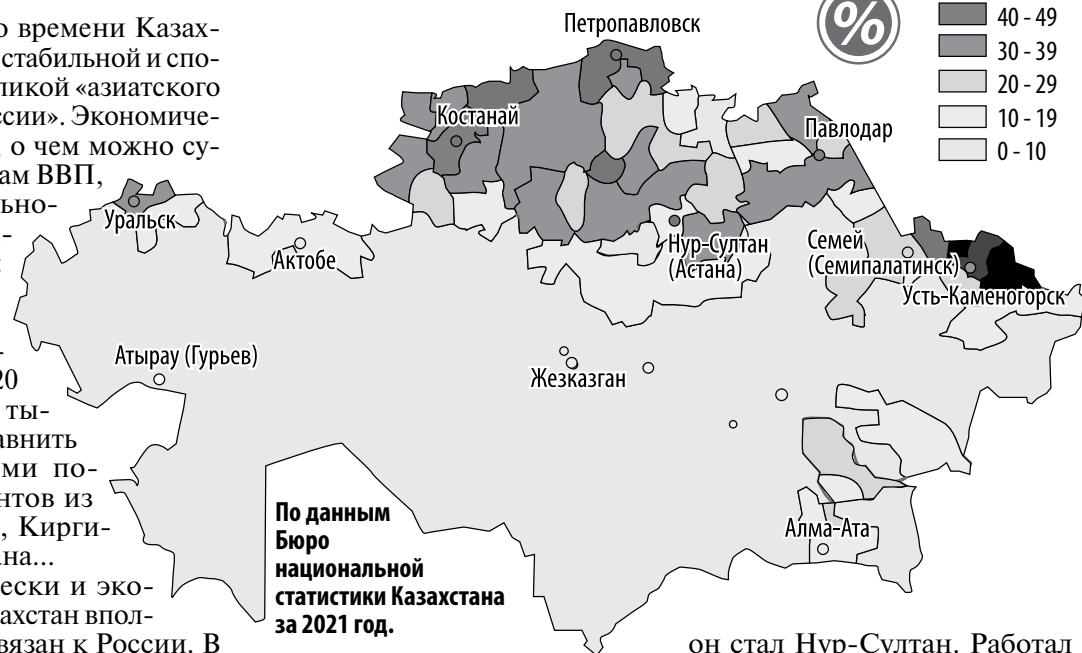 о времени Казах-
стабильной и спо-
ликой «азиатского
ссии». Экономиче-
о чем можно су-
ам ВВП,
ьно-
-
-
20
ты-
авнить
ми по-
нтов из
, Кирги-
ана...
ески и эко-
ахстан впол-
вязан к России. В
%
40 - 49
30 - 39
20 - 29
10 - 19
0 - 10
Петропавловск
Костанай
Павлодар
Уральск
Актобе
Нур-Султан
(Астана)
Семей
(Семипалатинск)
Усть-Каменогорск
Атырау (Гурьев)
Жезказган
Алма-Ата
По данным
Бюро
национальной
статистики Казахстана
за 2021 год.
он стал Нур-Султан. Работал